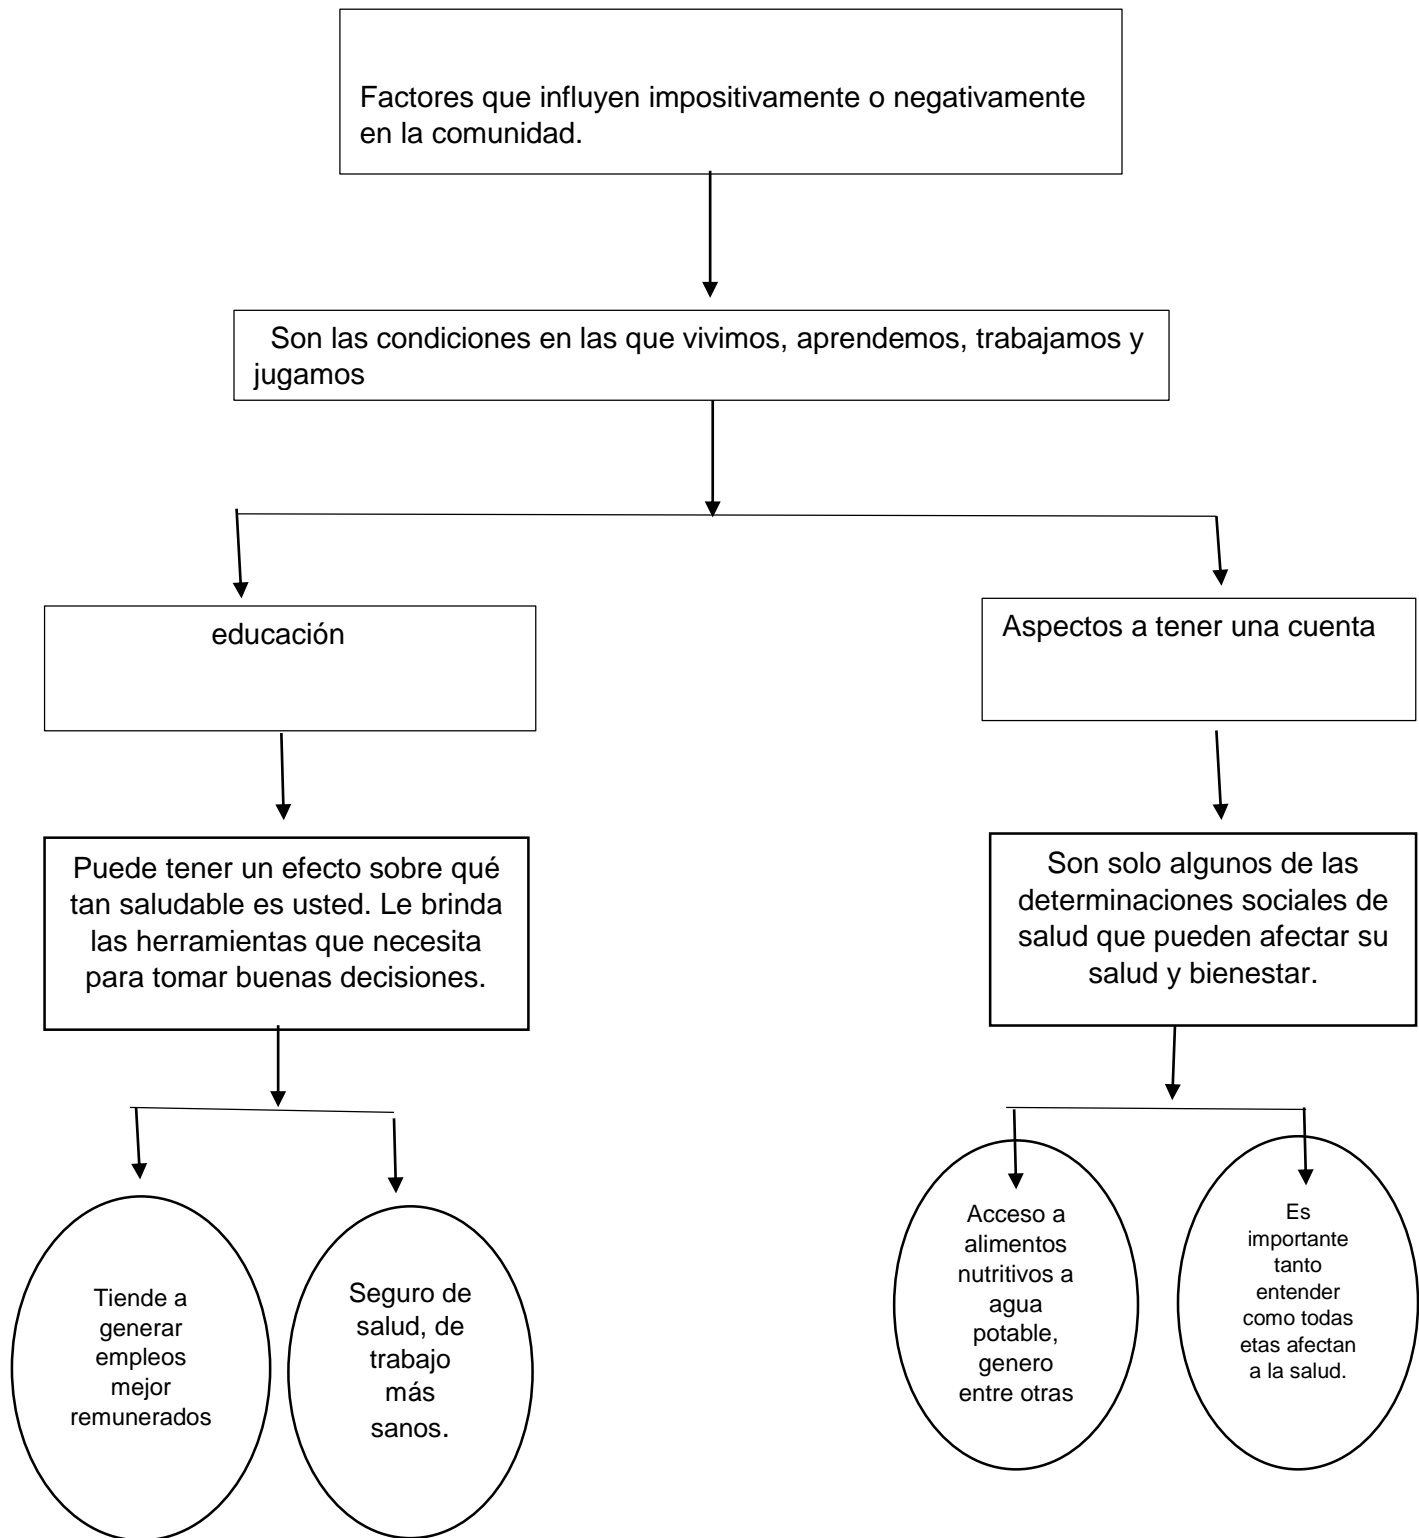 Factores que influyen impositivamente o negativamente
en la comunidad.
Son las condiciones en las que vivimos, aprendemos, trabajamos y
jugamos
educación
Aspectos a tener una cuenta
Puede tener un efecto sobre qué
tan saludable es usted. Le brinda
las herramientas que necesita
para tomar buenas decisiones.
Son solo algunos de las
determinaciones sociales de
salud que pueden afectar su
salud y bienestar.
Tiende a
generar
empleos
mejor
remunerados
Seguro de
salud, de
trabajo
más
sanos.
Acceso a
alimentos
nutritivos a
agua
potable,
genero
entre otras
Es
importante
tanto
entender
como todas
etas afectan
a la salud.